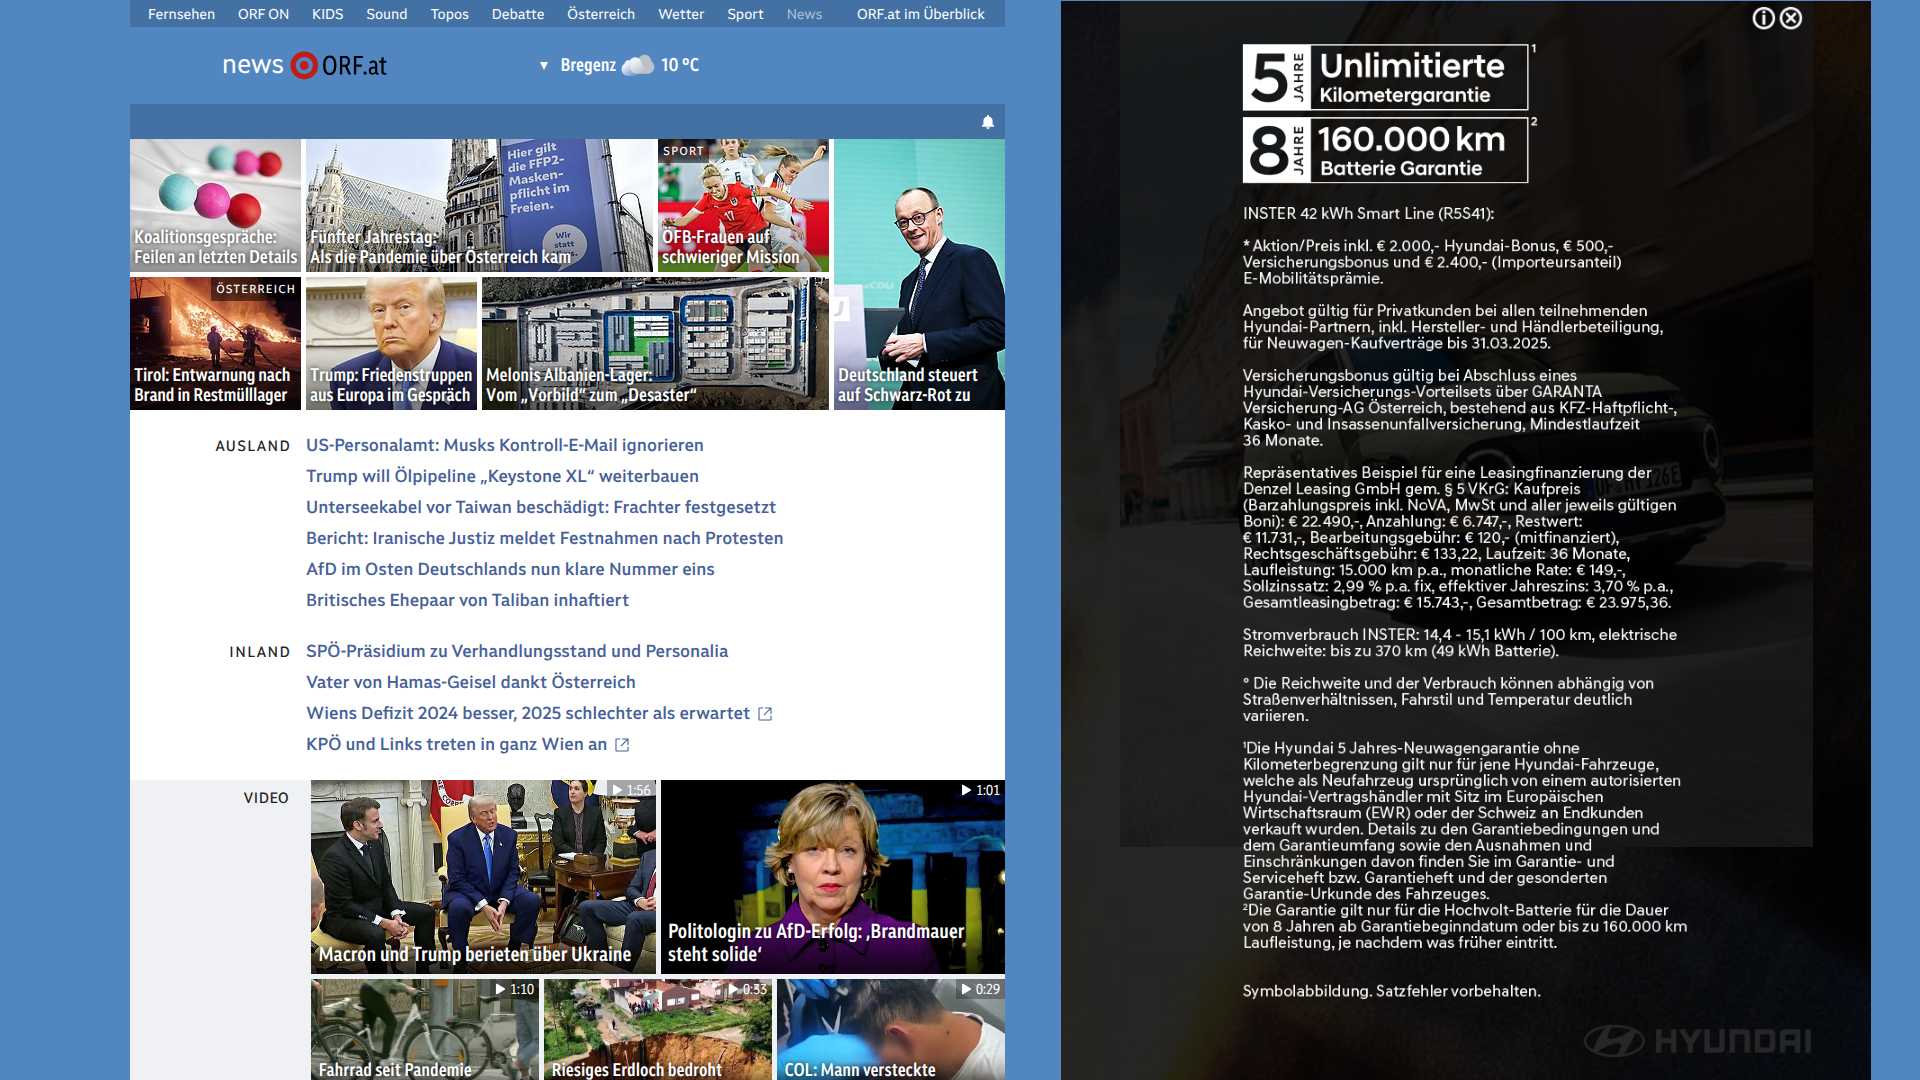 Fernsehen ORF ON KIDS Sound Topos Debatte Österreich Wetter Sport News ORF.at im Überblick
news ORF.at
Bregenz 10 °C
Koalitionsgespräche:
Feilen an letzten Details
Hier gilt
die FFP2-
Masken-
pflicht im
Freien.
Wir
statt
Fünfter Jahrestag:
Als die Pandemie über Österreich kam
SPORT
ÖFB-Frauen auf
schwieriger Mission
Deutschland steuert
auf Schwarz-Rot zu
ÖSTERREICH
Tirol: Entwarnung nach
Brand in Restmülllager
Trump: Friedenstruppen
aus Europa im Gespräch
Melonis Albanien-Lager:
Vom „Vorbild“ zum „Desaster“
AUSLAND
US-Personalamt: Musks Kontroll-E-Mail ignorieren
Trump will Ölpipeline „Keystone XL“ weiterbauen
Unterseekabel vor Taiwan beschädigt: Frachter festgesetzt
Bericht: Iranische Justiz meldet Festnahmen nach Protesten
AfD im Osten Deutschlands nun klare Nummer eins
Britisches Ehepaar von Taliban inhaftiert
INLAND
SPÖ-Präsidium zu Verhandlungsstand und Personalia
Vater von Hamas-Geisel dankt Österreich
Wiens Defizit 2024 besser, 2025 schlechter als erwartet
KPÖ und Links treten in ganz Wien an
VIDEO
1:56
Macron und Trump berieten über Ukraine
1:01
Politologin zu AfD-Erfolg: ‚Brandmauer
steht solide‘
1:10
Fahrrad seit Pandemie
0:33
Riesiges Erdloch bedroht
0:29
COL: Mann versteckte
5 JAHRE
Unlimitierte
Kilometergarantie
1
8 JAHRE
160.000 km
Batterie Garantie
2
INSTER 42 kWh Smart Line (R5S41):
* Aktion/Preis inkl. € 2.000,- Hyundai-Bonus, € 500,-
Versicherungsbonus und € 2.400,- (Importeursanteil)
E-Mobilitätsprämie.
Angebot gültig für Privatkunden bei allen teilnehmenden
Hyundai-Partnern, inkl. Hersteller- und Händlerbeteiligung,
für Neuwagen-Kaufverträge bis 31.03.2025.
Versicherungsbonus gültig bei Abschluss eines
Hyundai-Versicherungs-Vorteilsets über GARANTA
Versicherung-AG Österreich, bestehend aus KFZ-Haftpflicht-,
Kasko- und Insassenunfallversicherung, Mindestlaufzeit
36 Monate.
Repräsentatives Beispiel für eine Leasingfinanzierung der
Denzel Leasing GmbH gem. § 5 VKrG: Kaufpreis
(Barzahlungspreis inkl. NoVA, MwSt und aller jeweils gültigen
Boni): € 22.490,-, Anzahlung: € 6.747,-, Restwert:
€ 11.731,-, Bearbeitungsgebühr: € 120,- (mitfinanziert),
Rechtsgeschäftsgebühr: € 133,22, Laufzeit: 36 Monate,
Laufleistung: 15.000 km p.a., monatliche Rate: € 149,-,
Sollzinssatz: 2,99 % p.a. fix, effektiver Jahreszins: 3,70 % p.a.,
Gesamtleasingbetrag: € 15.743,-, Gesamtbetrag: € 23.975,36.
Stromverbrauch INSTER: 14,4 - 15,1 kWh / 100 km, elektrische
Reichweite: bis zu 370 km (49 kWh Batterie).
° Die Reichweite und der Verbrauch können abhängig von
Straßenverhältnissen, Fahrstil und Temperatur deutlich
variieren.
¹Die Hyundai 5 Jahres-Neuwagengarantie ohne
Kilometerbegrenzung gilt nur für jene Hyundai-Fahrzeuge,
welche als Neufahrzeug ursprünglich von einem autorisierten
Hyundai-Vertragshändler mit Sitz im Europäischen
Wirtschaftsraum (EWR) oder der Schweiz an Endkunden
verkauft wurden. Details zu den Garantiebedingungen und
dem Garantieumfang sowie den Ausnahmen und
Einschränkungen davon finden Sie im Garantie- und
Serviceheft bzw. Garantieheft und der gesonderten
Garantie-Urkunde des Fahrzeuges.
²Die Garantie gilt nur für die Hochvolt-Batterie für die Dauer
von 8 Jahren ab Garantiebeginndatum oder bis zu 160.000 km
Laufleistung, je nachdem was früher eintritt.
Symbolabbildung. Satzfehler vorbehalten.
HYUNDAI